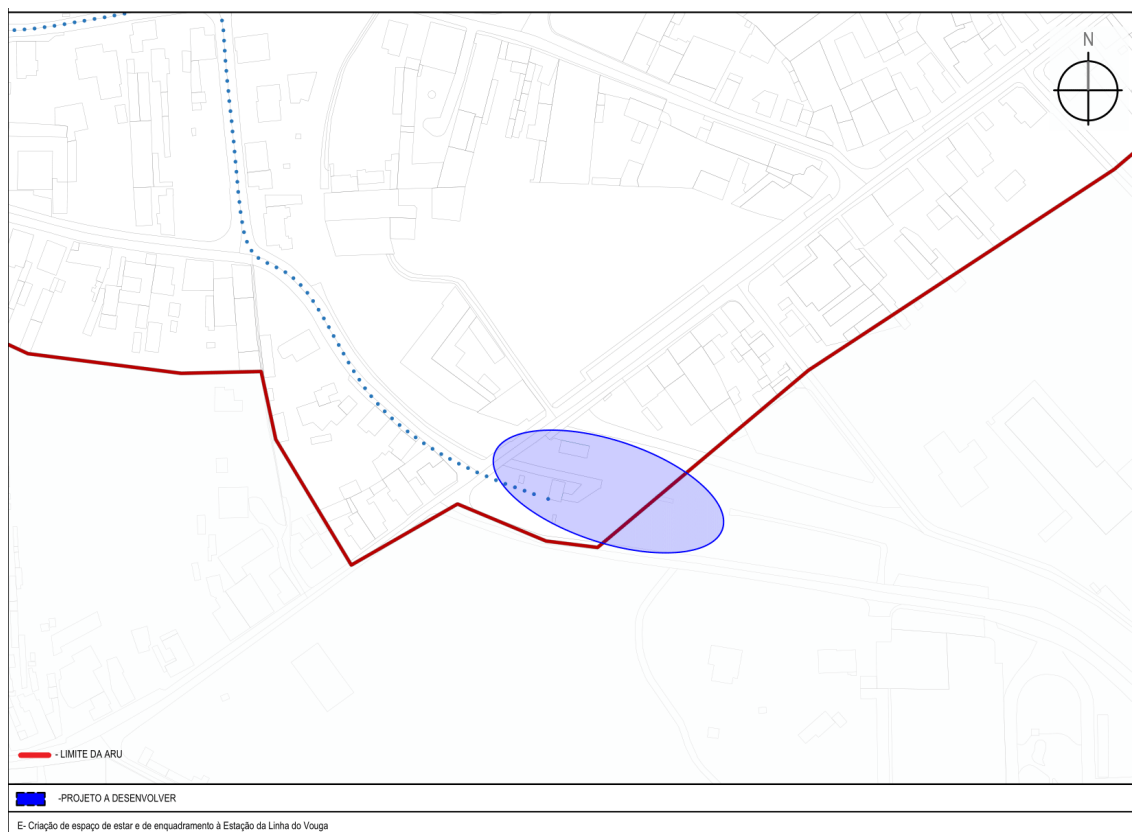 N
- LIMITE DA ARU
-PROJETO A DESENVOLVER
E- Criação de espaço de estar e de enquadramento à Estação da Linha do Vouga